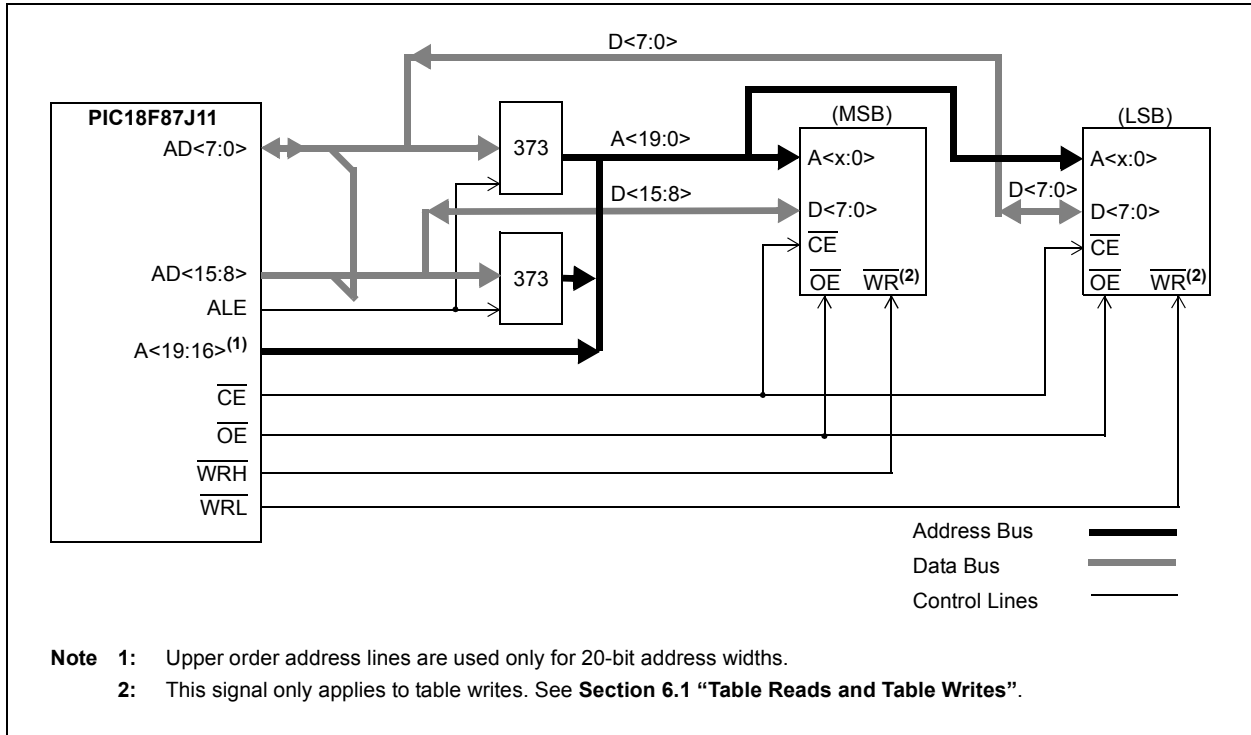 D<7:0>
PIC18F87J11
AD<7:0>
373
A<19:0>
(MSB)
A<x:0>
D<7:0>
CE
OE WR(2)
(LSB)
A<x:0>
D<7:0>
D<7:0>
CE
OE WR(2)
D<15:8>
AD<15:8>
373
ALE
A<19:16>(1)
CE
OE
WRH
WRL
Address Bus
Data Bus
Control Lines
Note 1: Upper order address lines are used only for 20-bit address widths.
2: This signal only applies to table writes. See Section 6.1 “Table Reads and Table Writes”.